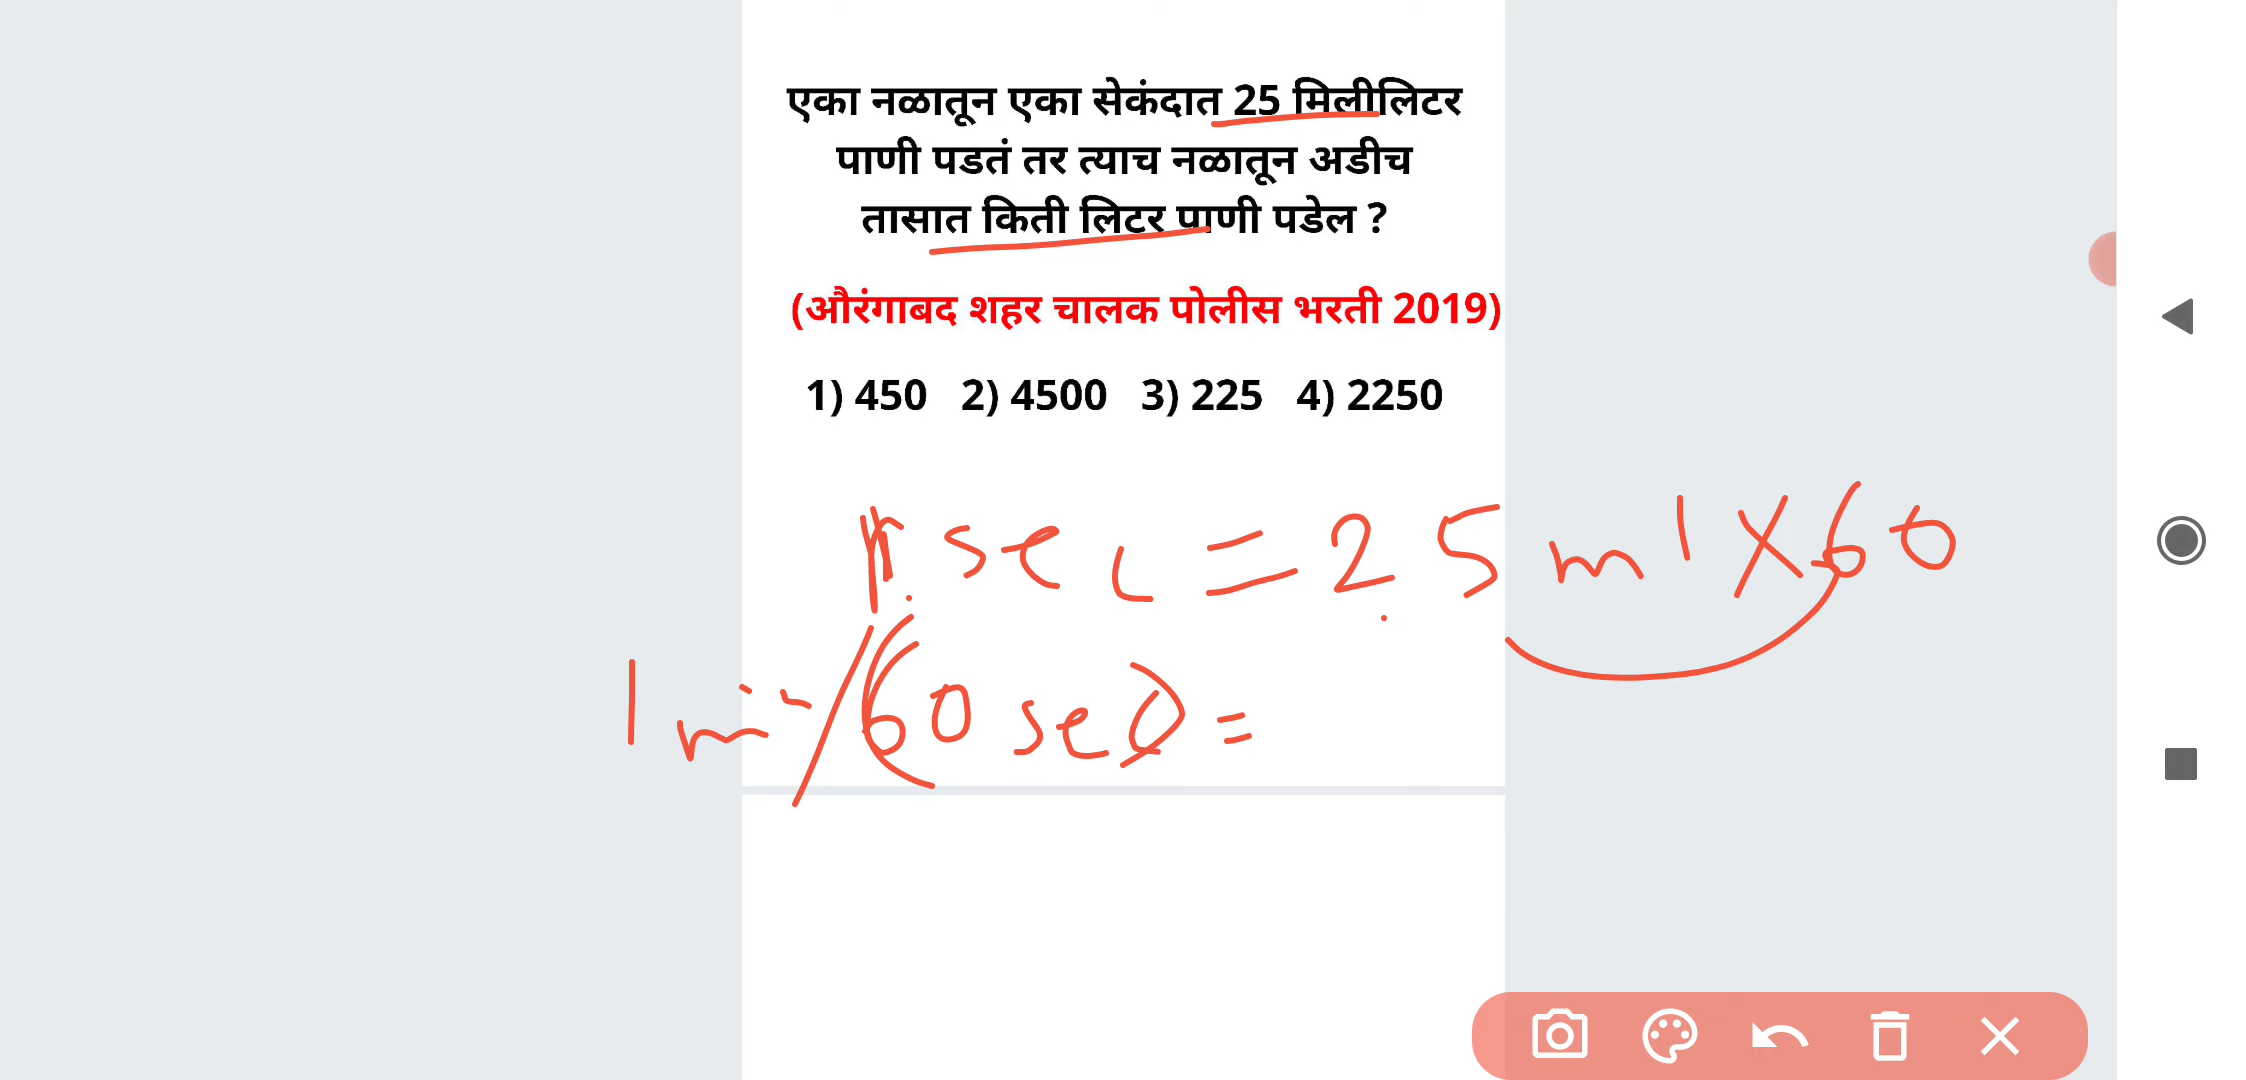 एका नळातून एका सेकंदात 25 मिलीलिटर
पाणी पडतं तर त्याच नळातून अडीच
तासात किती लिटर पाणी पडेल ?
(औरंगाबद शहर चालक पोलीस भरती 2019)
1) 450 2) 4500 3) 225 4) 2250
1 sec = 25 ml X 60
1 min/(60 sec) =